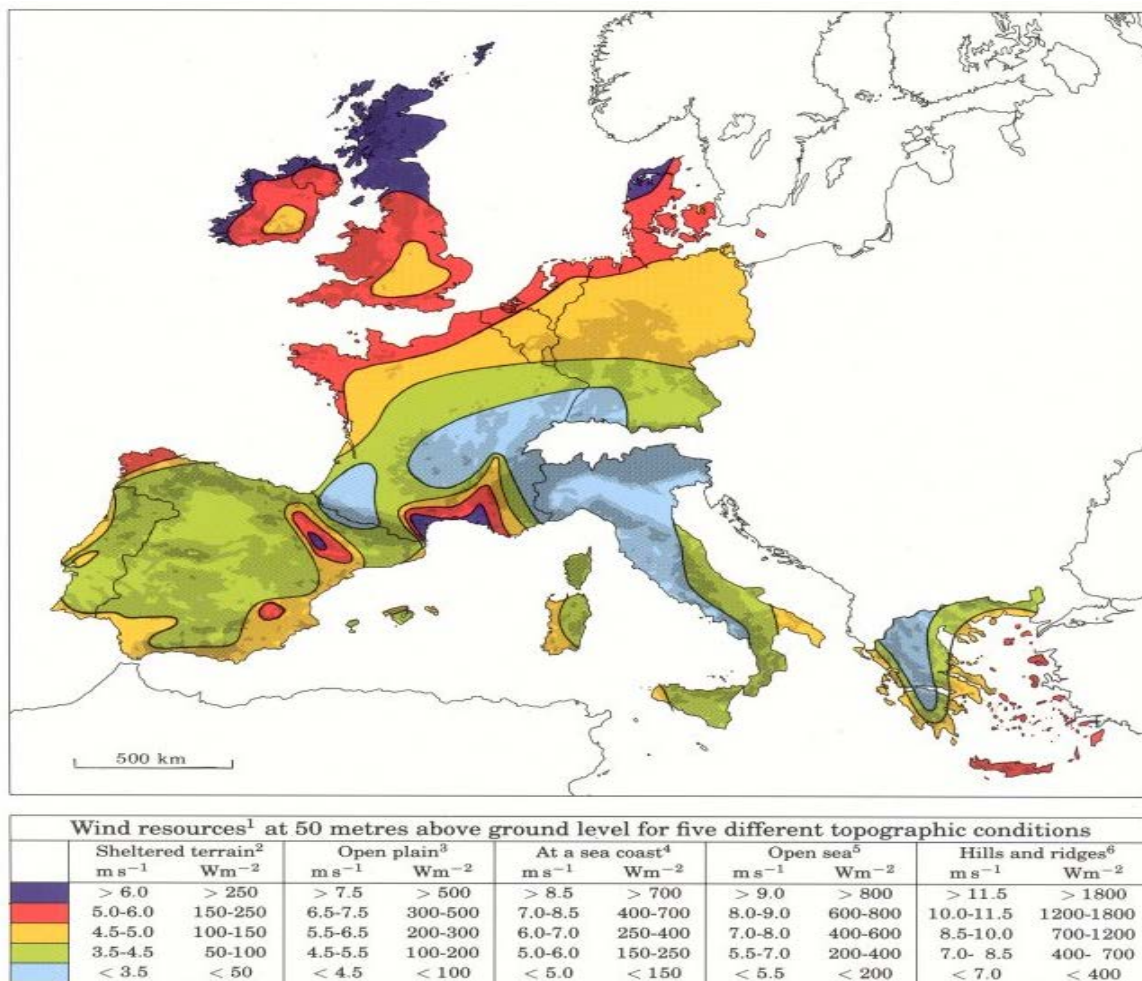 500 km
Wind resources¹ at 50 metres above ground level for five different topographic conditions
Sheltered terrain² Open plain³ At a sea coast⁴ Open sea⁵ Hills and ridges⁶
m s⁻¹ Wm⁻² m s⁻¹ Wm⁻² m s⁻¹ Wm⁻² m s⁻¹ Wm⁻² m s⁻¹ Wm⁻²
> 6.0 > 250 > 7.5 > 500 > 8.5 > 700 > 9.0 > 800 > 11.5 > 1800
5.0-6.0 150-250 6.5-7.5 300-500 7.0-8.5 400-700 8.0-9.0 600-800 10.0-11.5 1200-1800
4.5-5.0 100-150 5.5-6.5 200-300 6.0-7.0 250-400 7.0-8.0 400-600 8.5-10.0 700-1200
3.5-4.5 50-100 4.5-5.5 100-200 5.0-6.0 150-250 5.5-7.0 200-400 7.0- 8.5 400- 700
< 3.5 < 50 < 4.5 < 100 < 5.0 < 150 < 5.5 < 200 < 7.0 < 400